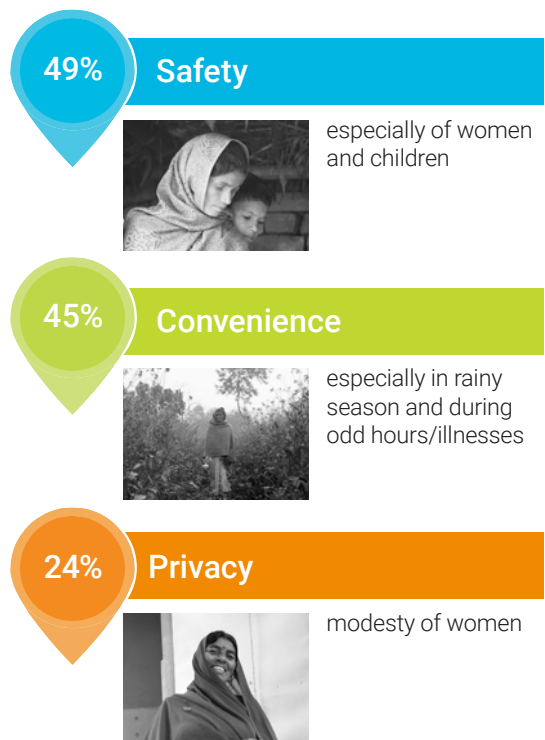 49%
Safety
especially of women
and children
45%
Convenience
especially in rainy
season and during
odd hours/illnesses
24%
Privacy
modesty of women